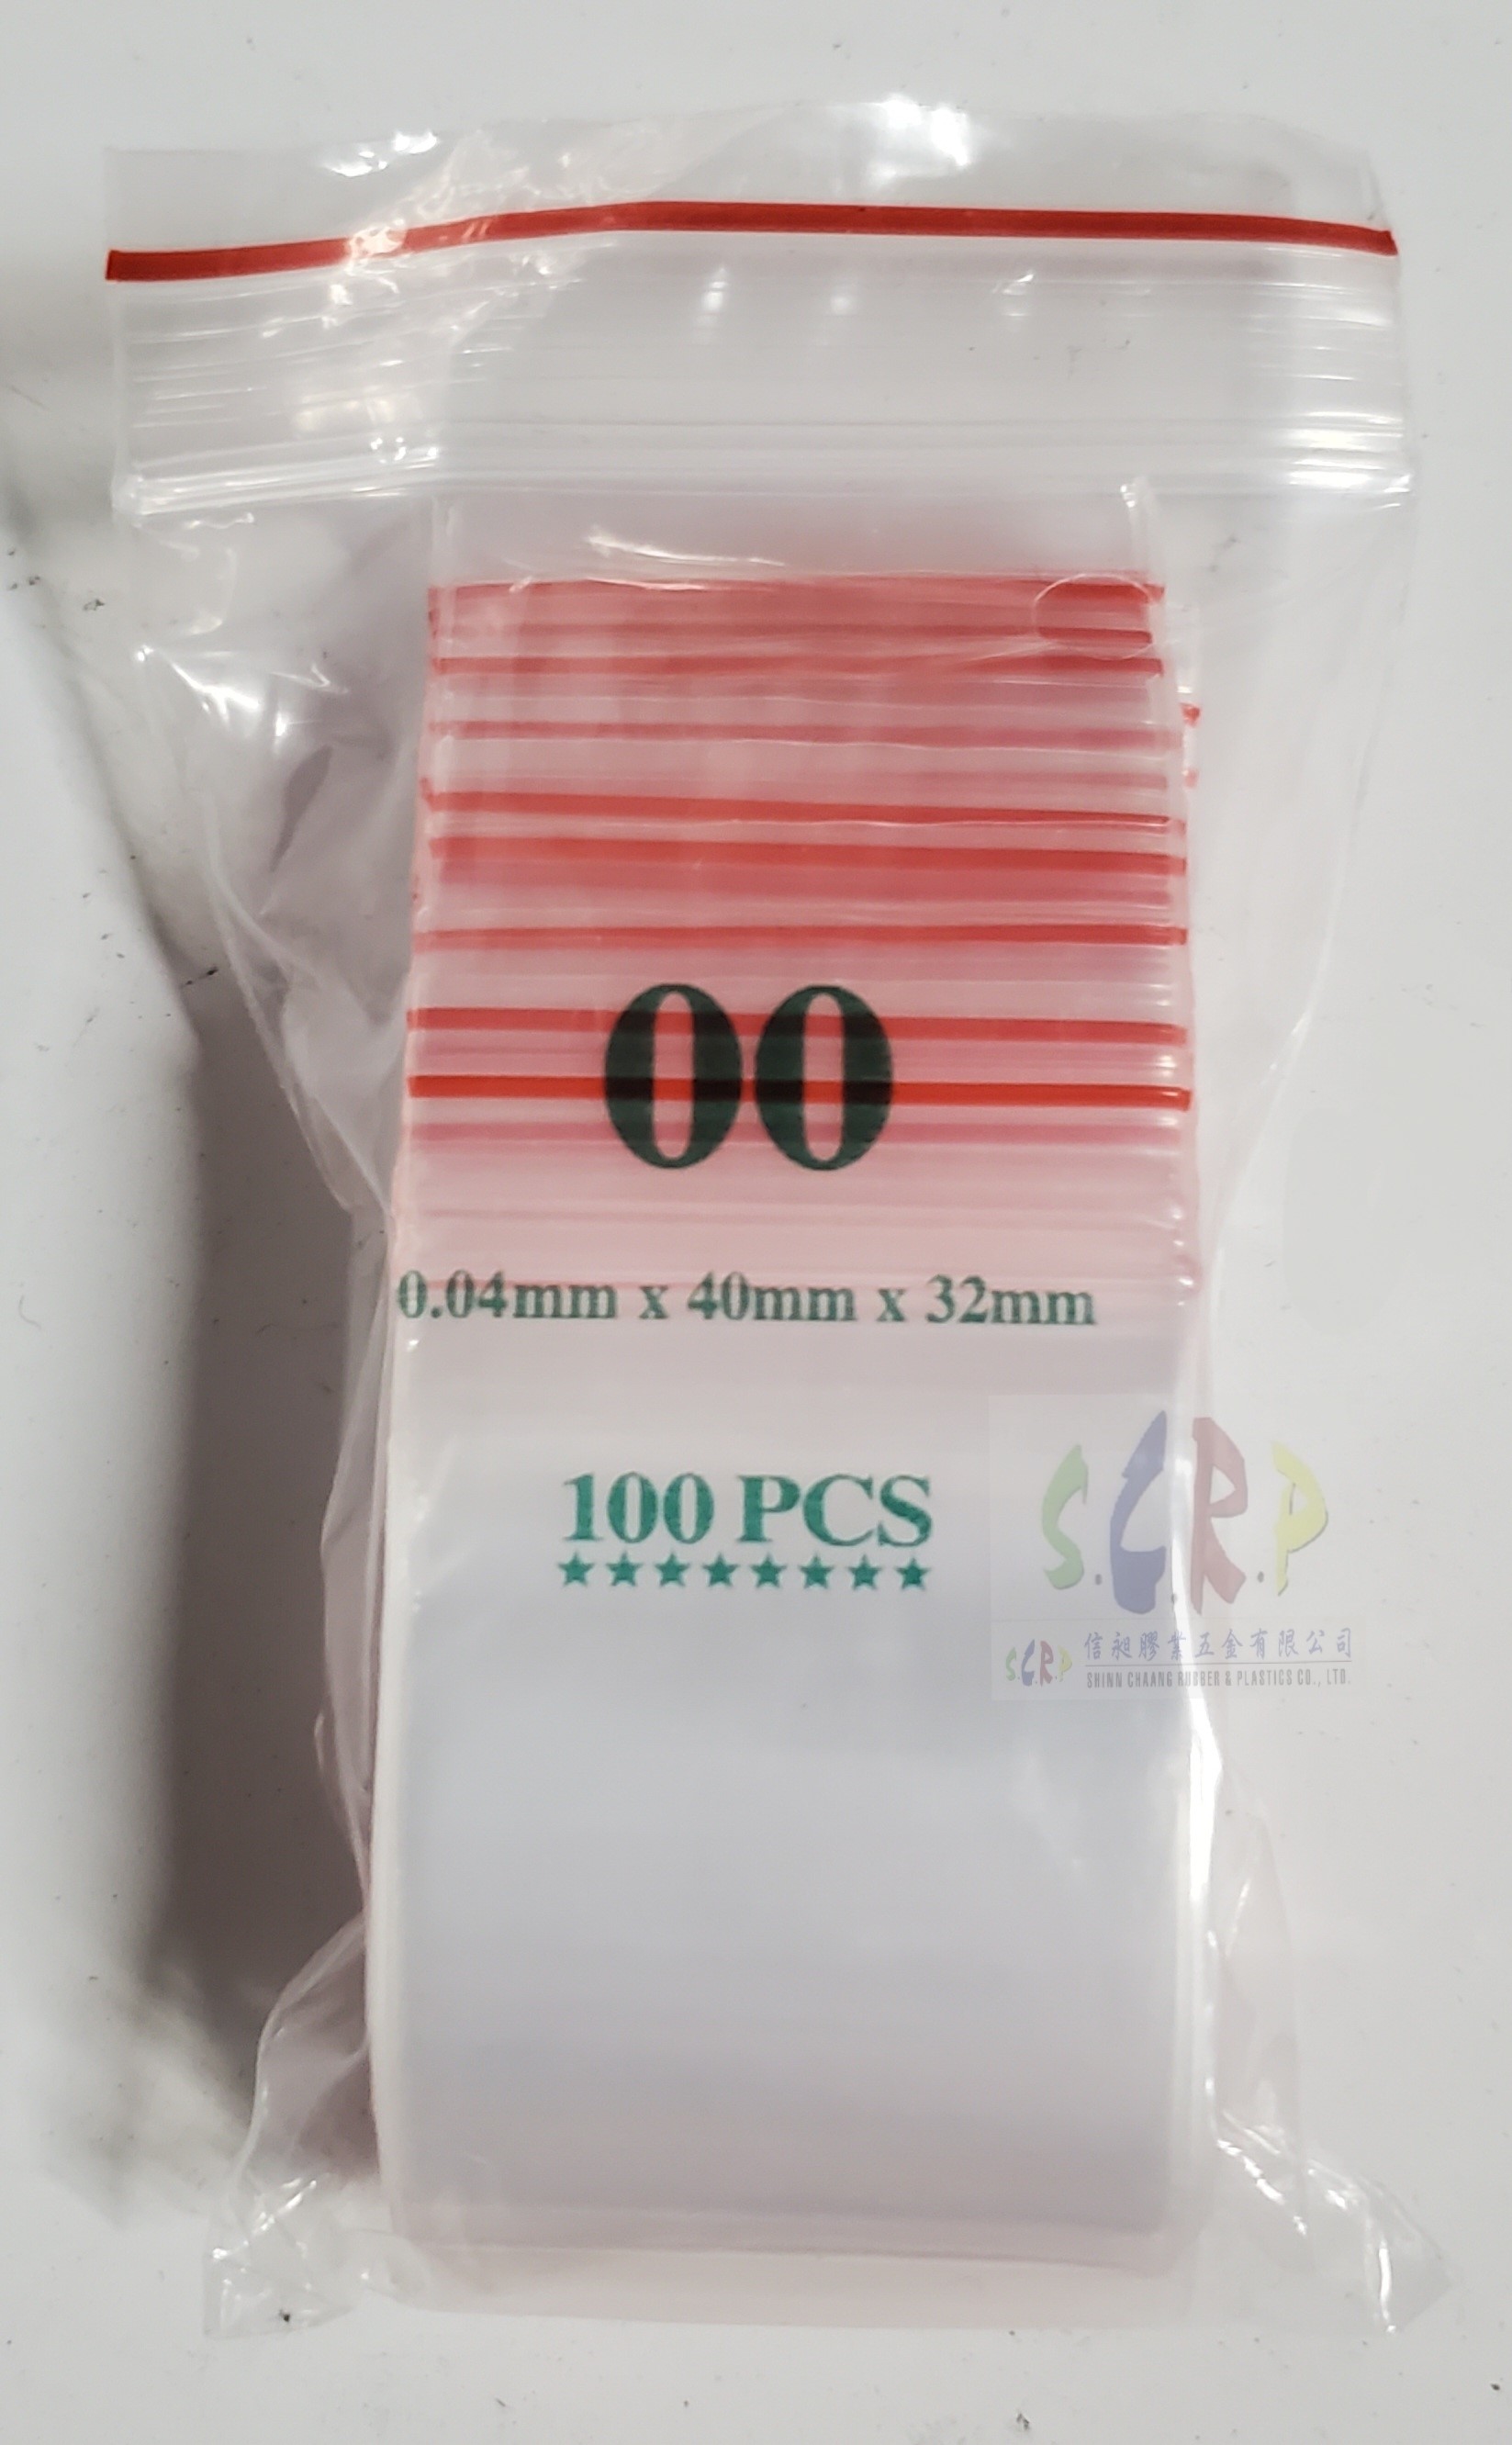 00
0.04mm x 40mm x 32mm
100 PCS
★★★★★★★★
S.C.R.P
S.C.R.P 信昶膠業五金有限公司
SHINN CHAANG RUBBER & PLASTICS CO., LTD.